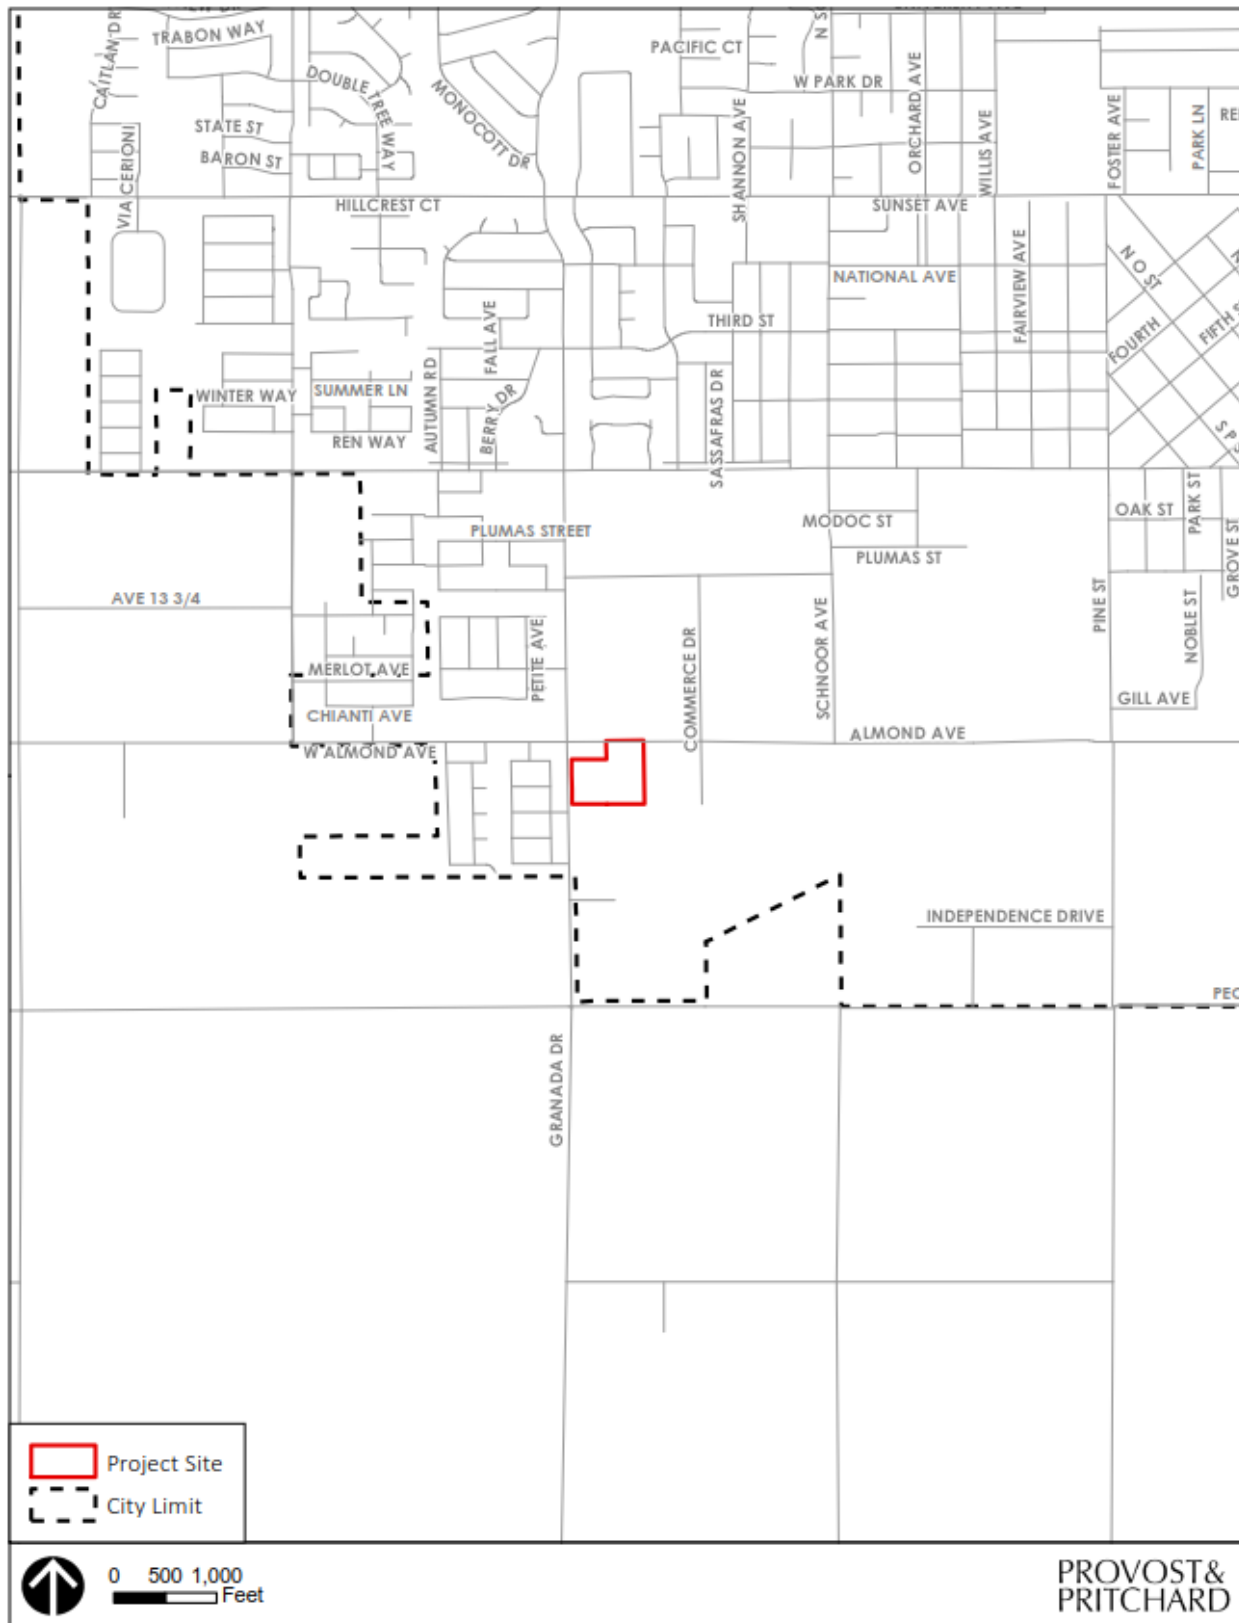 TRABON WAY
CAITLAN DR
DOUBLE TREE WAY
MONOCOTT DR
PACIFIC CT
W PARK DR
ORCHARD AVE
WILLIS AVE
FOSTER AVE
PARK LN
STATE ST
BARON ST
VIA CERIONI
SHANNON AVE
HILLCREST CT
SUNSET AVE
NATIONAL AVE
FAIRVIEW AVE
N O ST
FOURTH
FIFTH S
THIRD ST
FALL AVE
AUTUMN RD
BERRY DR
WINTER WAY
SUMMER LN
REN WAY
SASSAFRAS DR
PLUMAS STREET
MODOC ST
PLUMAS ST
OAK ST
PARK ST
GROVE ST
AVE 13 3/4
PINE ST
NOBLE ST
SCHNOOR AVE
COMMERCE DR
PETITE AVE
MERLOT AVE
CHIANTI AVE
GILL AVE
W ALMOND AVE
ALMOND AVE
INDEPENDENCE DRIVE
PEC
GRANADA DR
Project Site
City Limit
0 500 1,000
Feet
PROVOST&
PRITCHARD